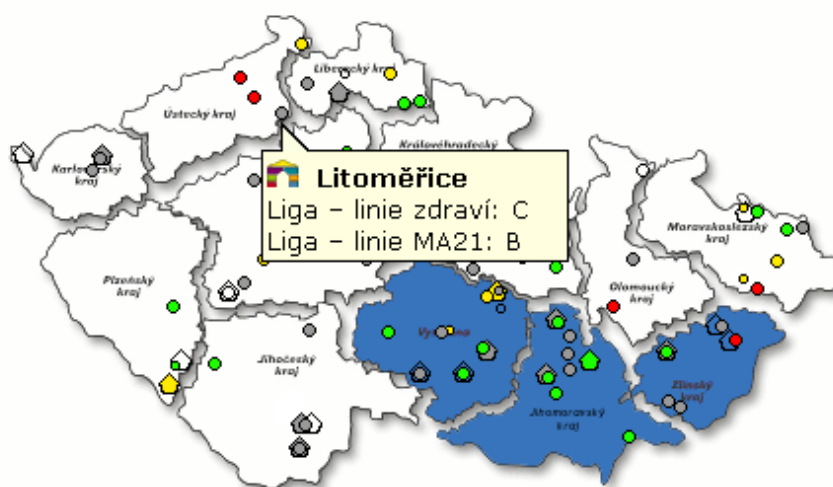 Liberecký kraj
Ústecký kraj
Královéhradecký
Karlovarský
kraj
Litoměřice
Liga – linie zdraví: C
Liga – linie MA21: B
Moravskoslezský
kraj
Plzeňský
kraj
Olomoucký
kraj
Vysočina
Jihočeský
kraj
Zlínský
kraj
Jihomoravský
kraj